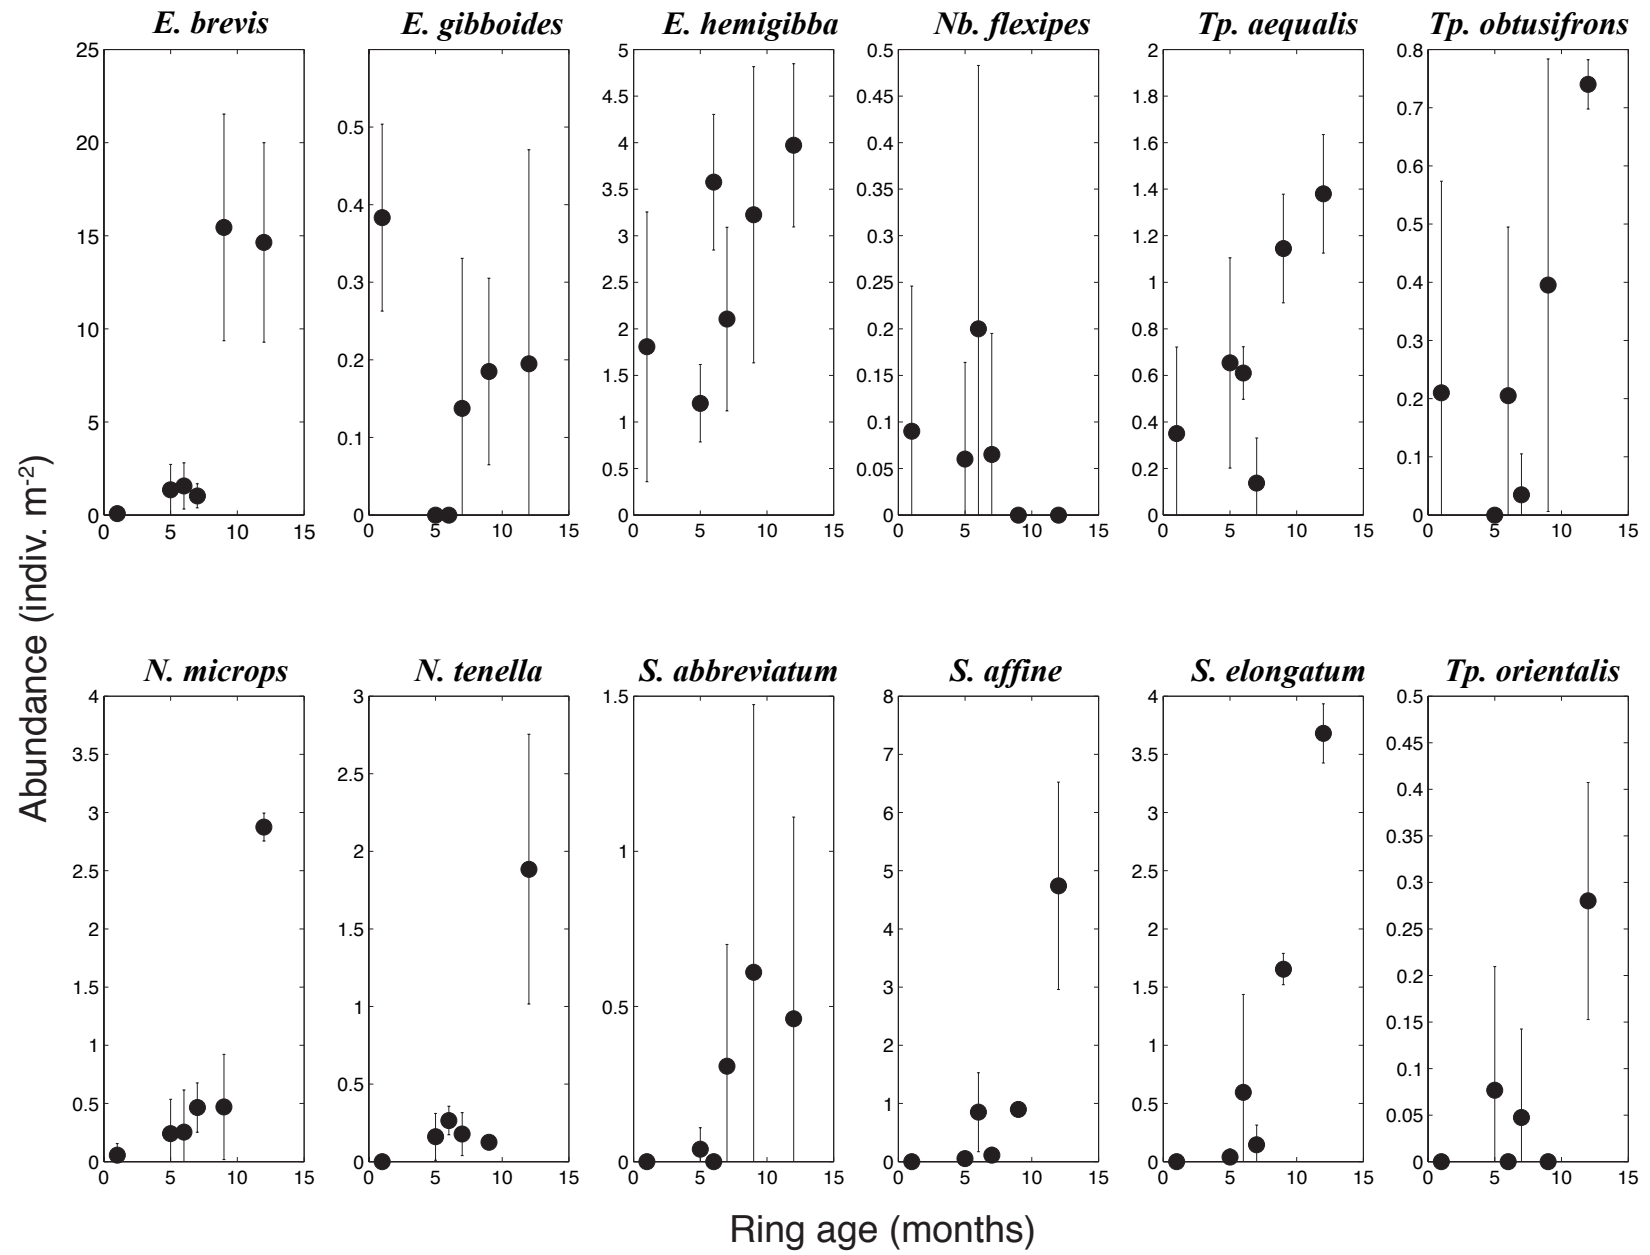 E. brevis E. gibboides E. hemigibba Nb. flexipes Tp. aequalis Tp. obtusifrons
25 20 15 10 5 0
0 5 10 15
0.5 0.4 0.3 0.2 0.1 0
0 5 10 15
5 4.5 4 3.5 3 2.5 2 1.5 1 0.5 0
0 5 10 15
0.5 0.45 0.4 0.35 0.3 0.25 0.2 0.15 0.1 0.05 0
0 5 10 15
2 1.8 1.6 1.4 1.2 1 0.8 0.6 0.4 0.2 0
0 5 10 15
0.8 0.7 0.6 0.5 0.4 0.3 0.2 0.1 0
0 5 10 15
Abundance (indiv. m-2)
N. microps N. tenella S. abbreviatum S. affine S. elongatum Tp. orientalis
4 3.5 3 2.5 2 1.5 1 0.5 0
0 5 10 15
3 2.5 2 1.5 1 0.5 0
0 5 10 15
1.5 1 0.5 0
0 5 10 15
8 7 6 5 4 3 2 1 0
0 5 10 15
4 3.5 3 2.5 2 1.5 1 0.5 0
0 5 10 15
0.5 0.45 0.4 0.35 0.3 0.25 0.2 0.15 0.1 0.05 0
0 5 10 15
Ring age (months)